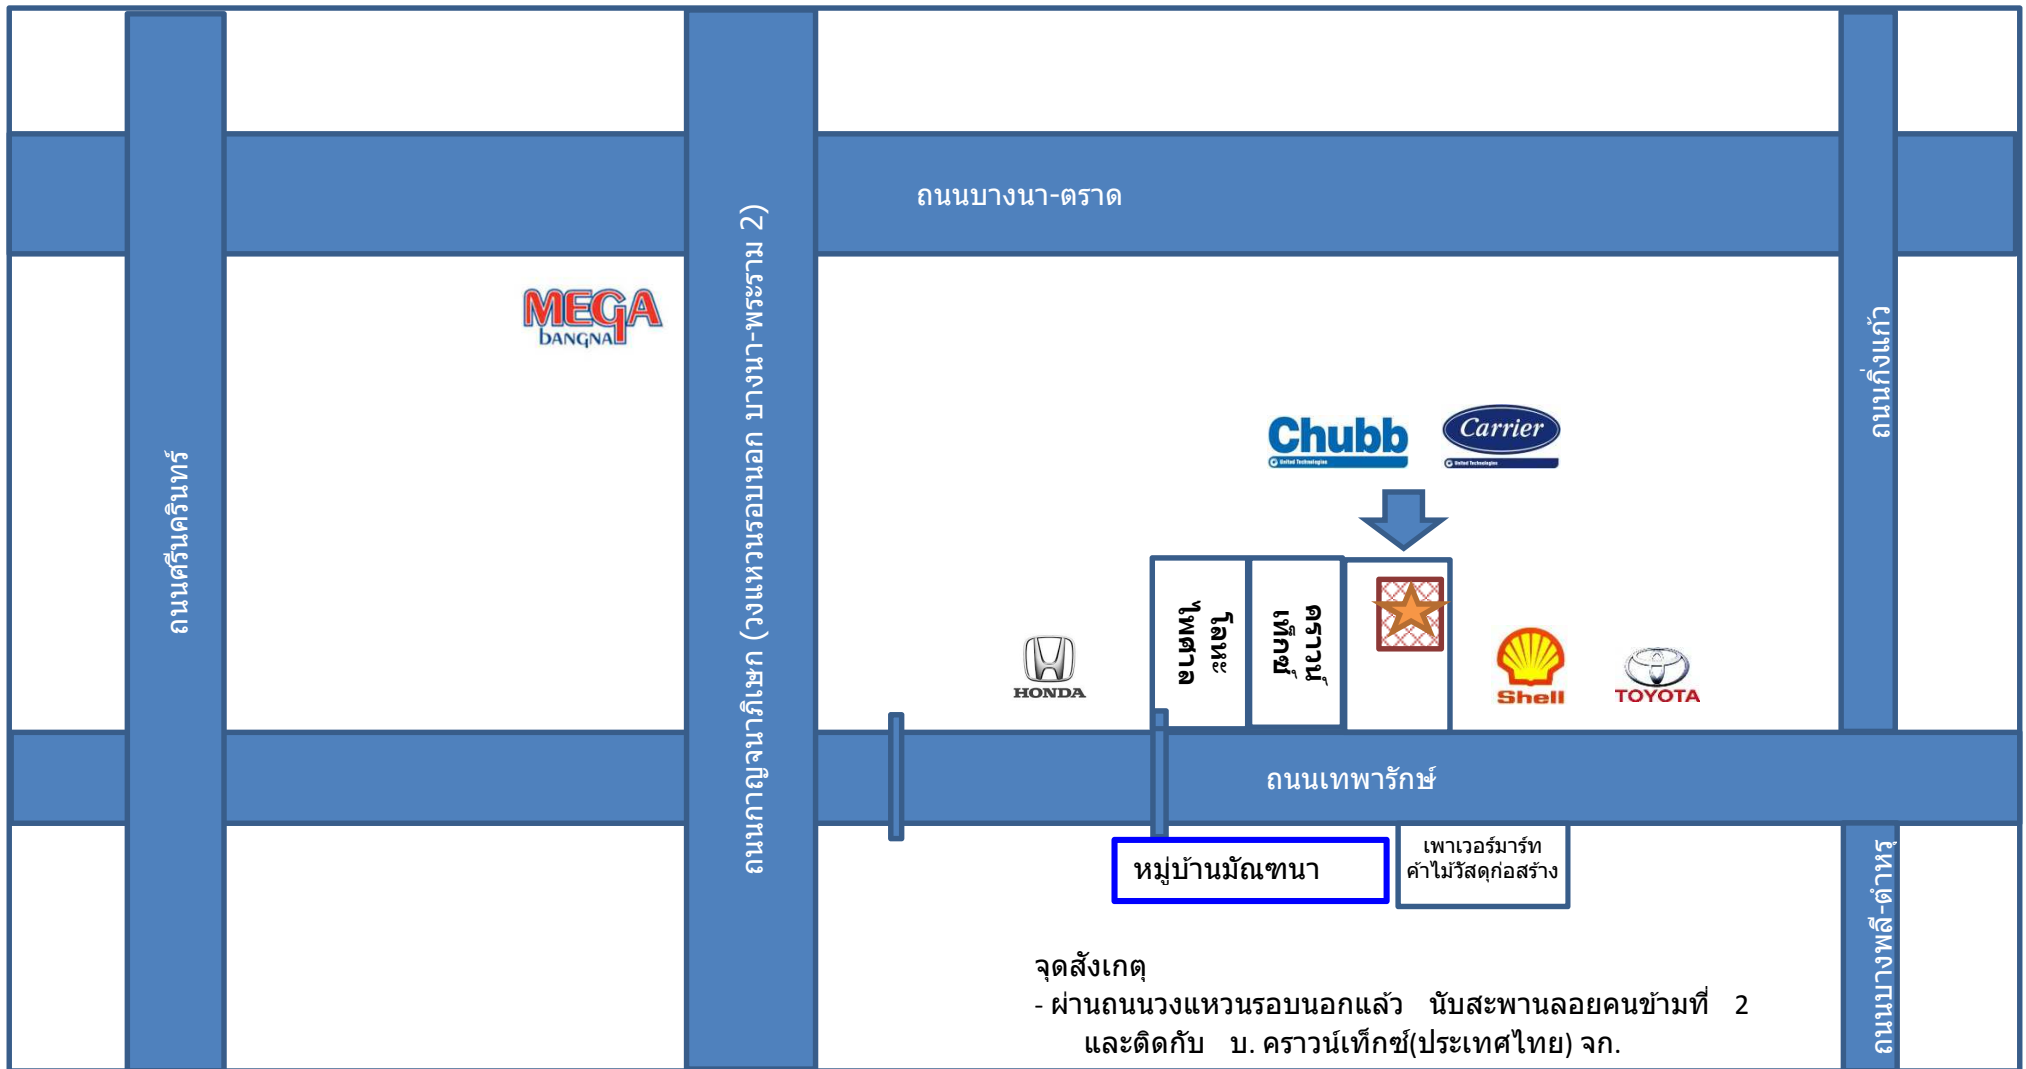 ถนนบางนา-ตราด
ถนนศรีนครินทร์
ถนนกาญจนาภิเษก (วงแหวนรอบนอก บางนา-พระราม 2)
ถนนกิ่งแก้ว
MEGA
BANGNA
Chubb
United Technologies
Carrier
United Technologies
HONDA
โลหะ
ไพศาล
คราวน์
เท็กซ์
Shell
TOYOTA
ถนนเทพารักษ์
หมู่บ้านมัณฑนา
เพาเวอร์มาร์ท
ค้าไม้วัสดุก่อสร้าง
ถนนบางพลี-ตำหรุ
จุดสังเกตุ
- ผ่านถนนวงแหวนรอบนอกแล้ว นับสะพานลอยคนข้ามที่ 2
และติดกับ บ. คราวน์เท็กซ์(ประเทศไทย) จก.